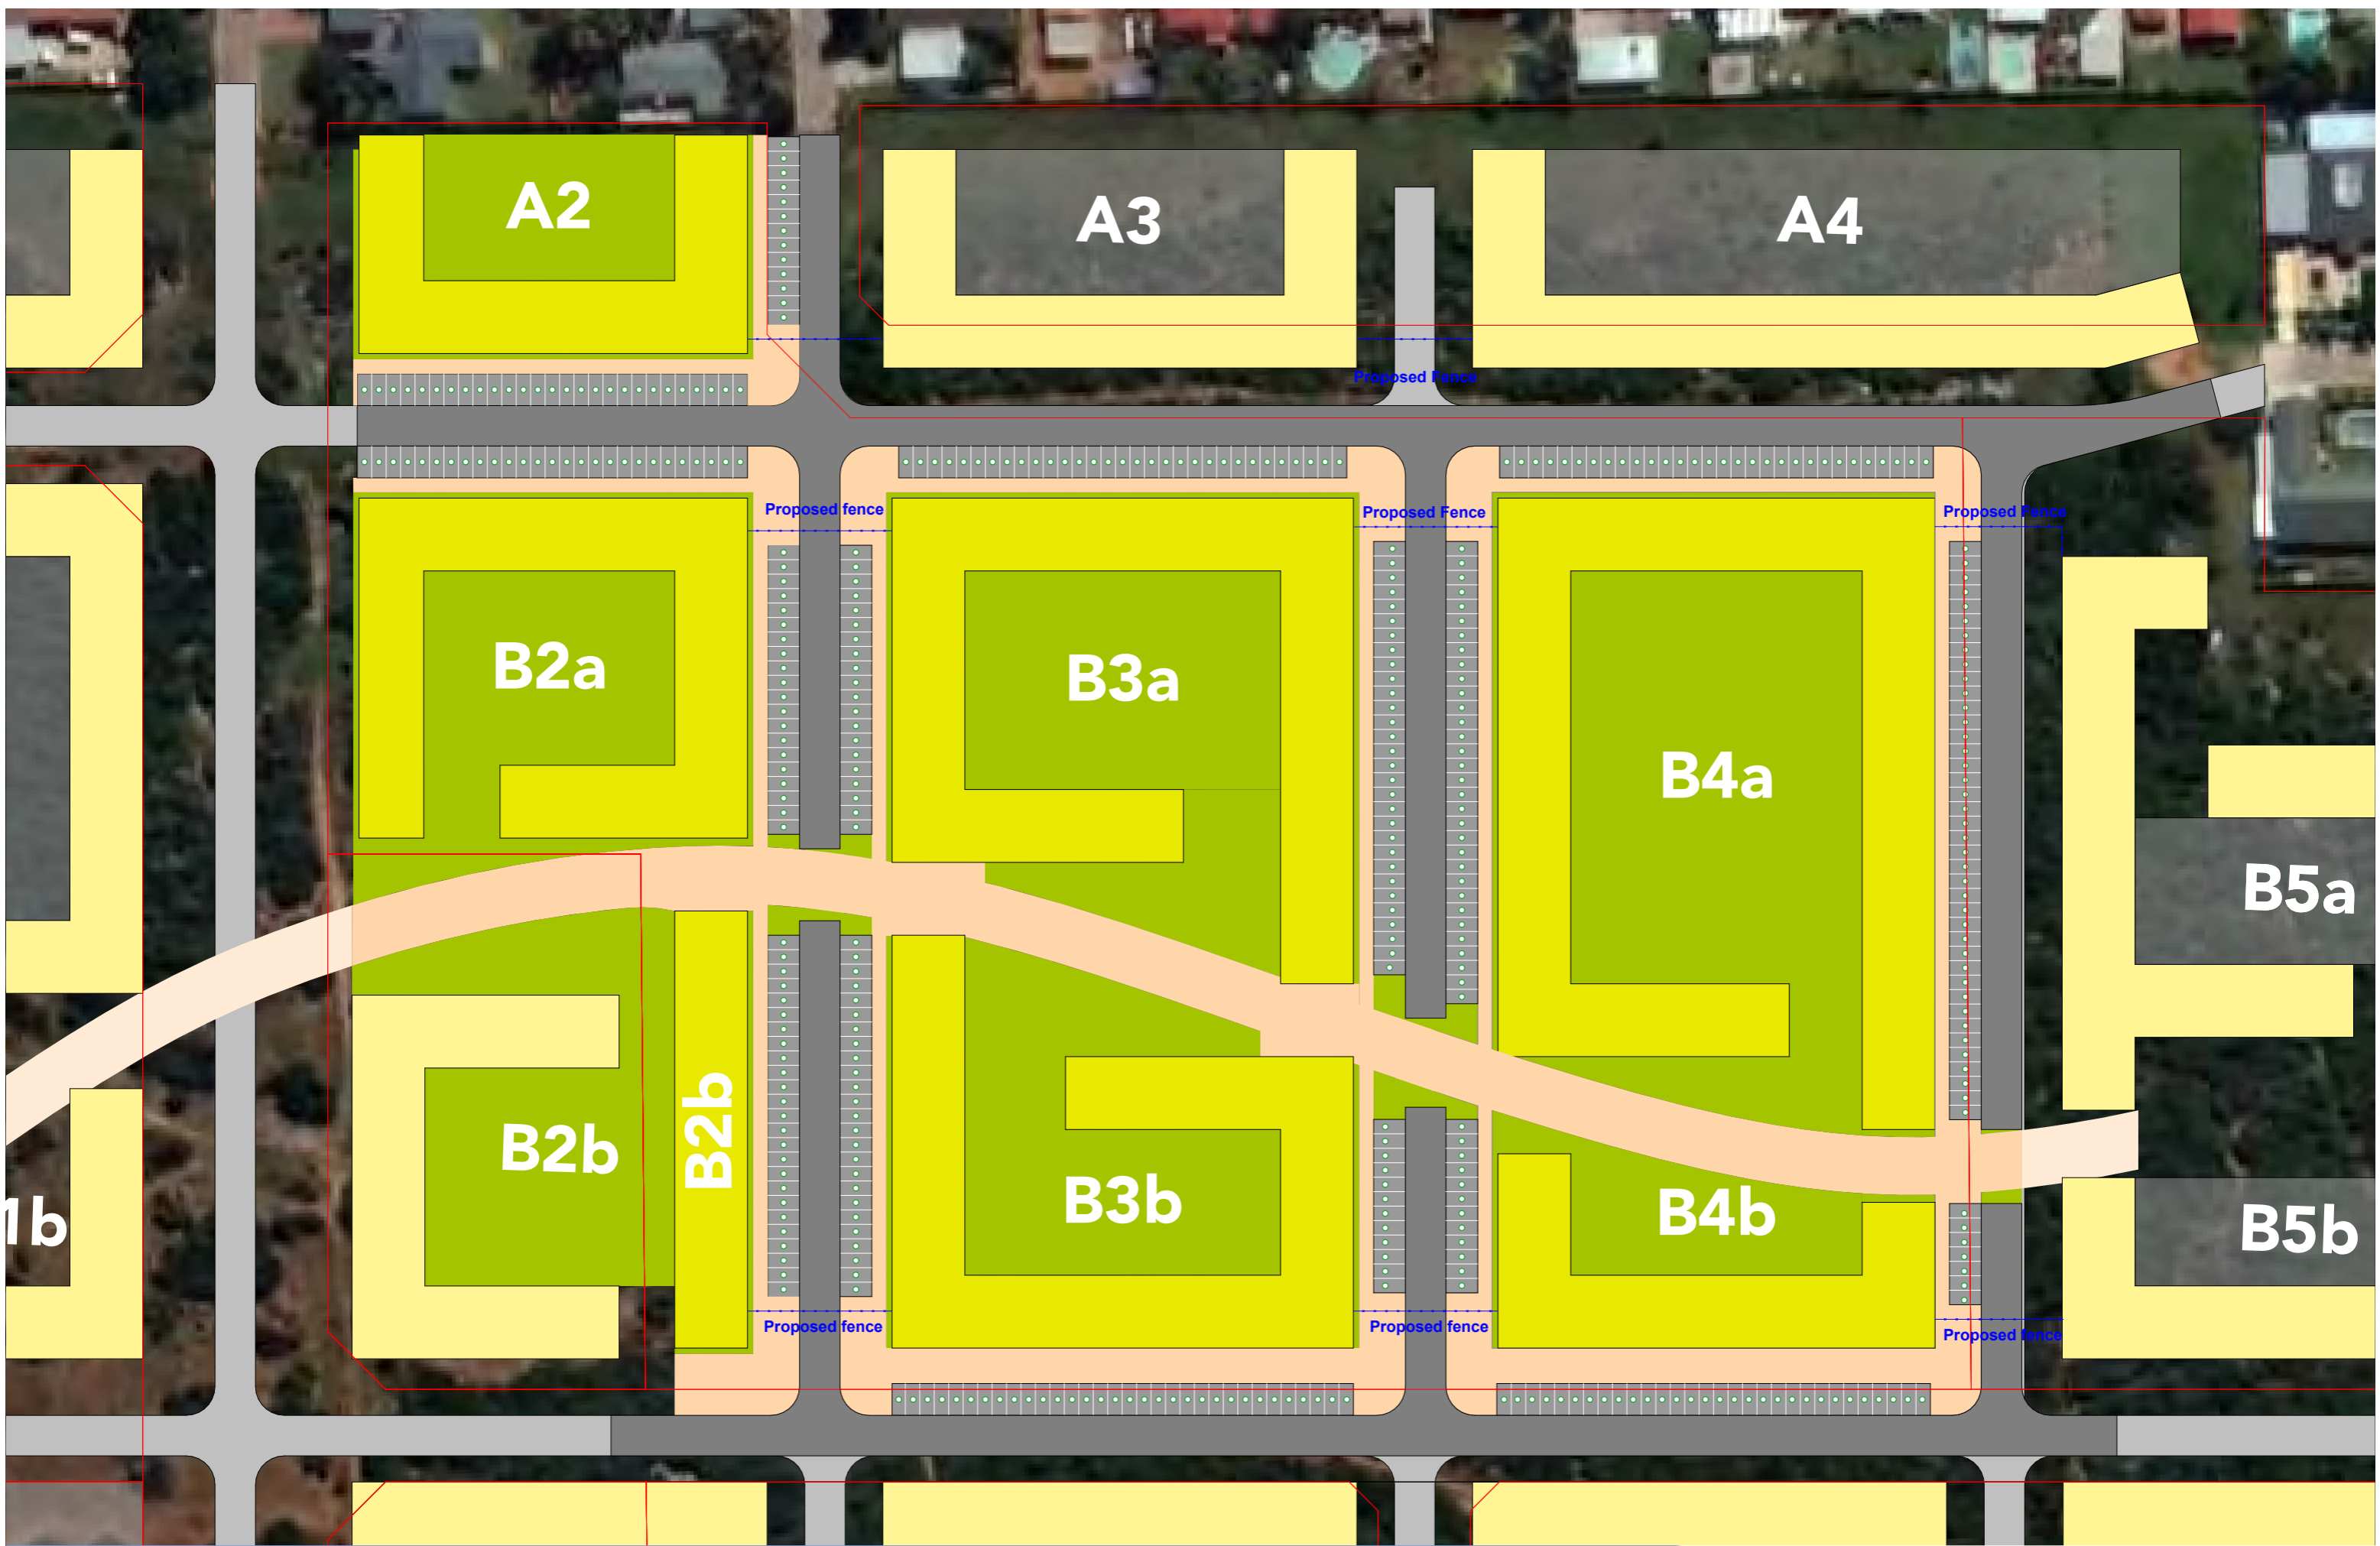 A2
A3
A4
Proposed Fence
Proposed fence
Proposed Fence
Proposed Fence
B2a
B3a
B4a
B5a
B2b
B2b
B3b
B4b
B5b
1b
Proposed fence
Proposed fence
Proposed fence